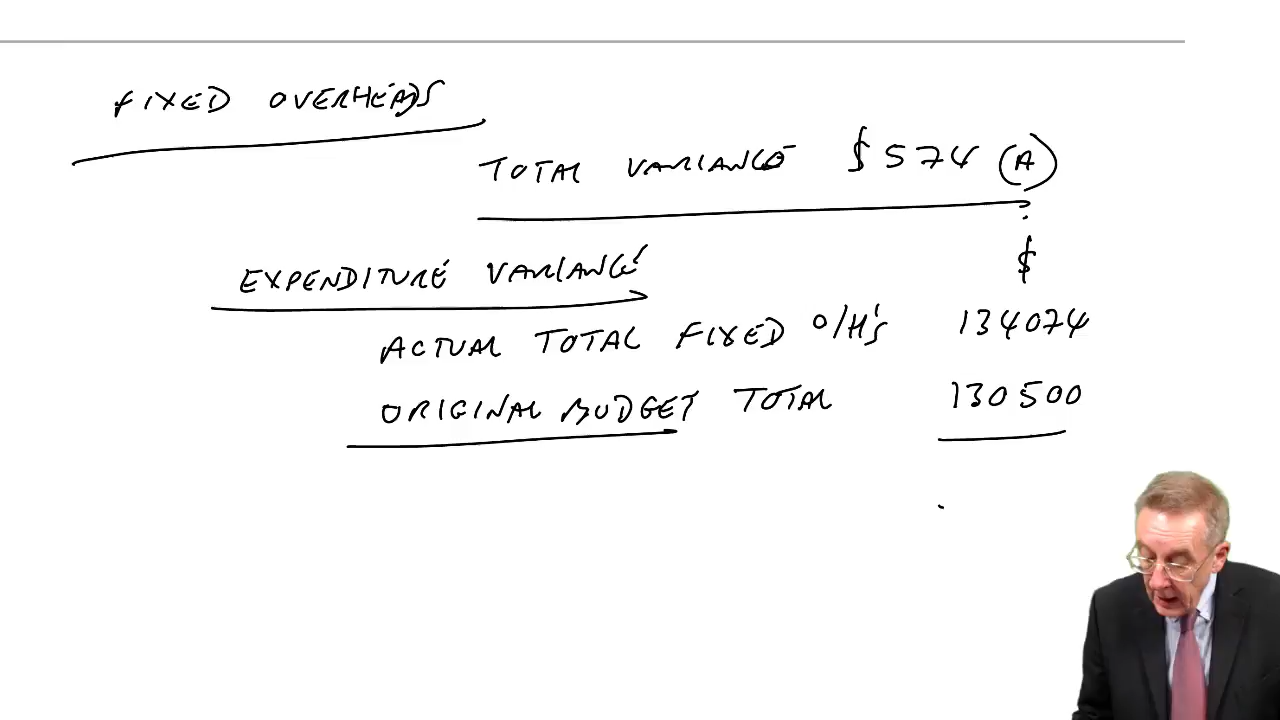 FIXED OVERHEADS
TOTAL VARIANCE $574 (A)
$
EXPENDITURE VARIANCE
ACTUAL TOTAL FIXED O/H's 134074
ORIGINAL BUDGET TOTAL 130500